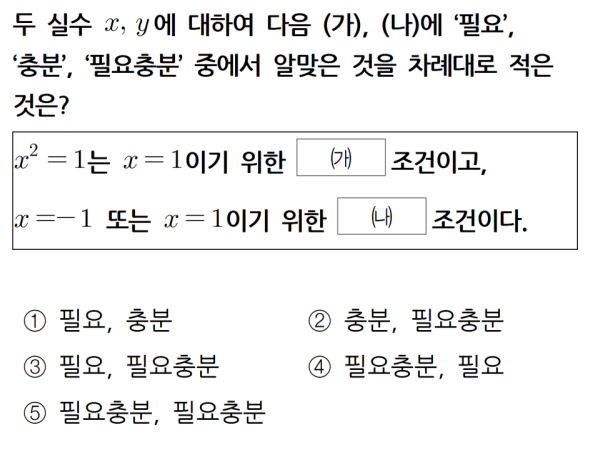 두 실수 x, y에 대하여 다음 (가), (나)에 ‘필요’,
‘충분’, ‘필요충분’ 중에서 알맞은 것을 차례대로 적은
것은?
x² = 1는 x = 1이기 위한 (가) 조건이고,
x = −1 또는 x = 1이기 위한 (나) 조건이다.
① 필요, 충분 ② 충분, 필요충분
③ 필요, 필요충분 ④ 필요충분, 필요
⑤ 필요충분, 필요충분